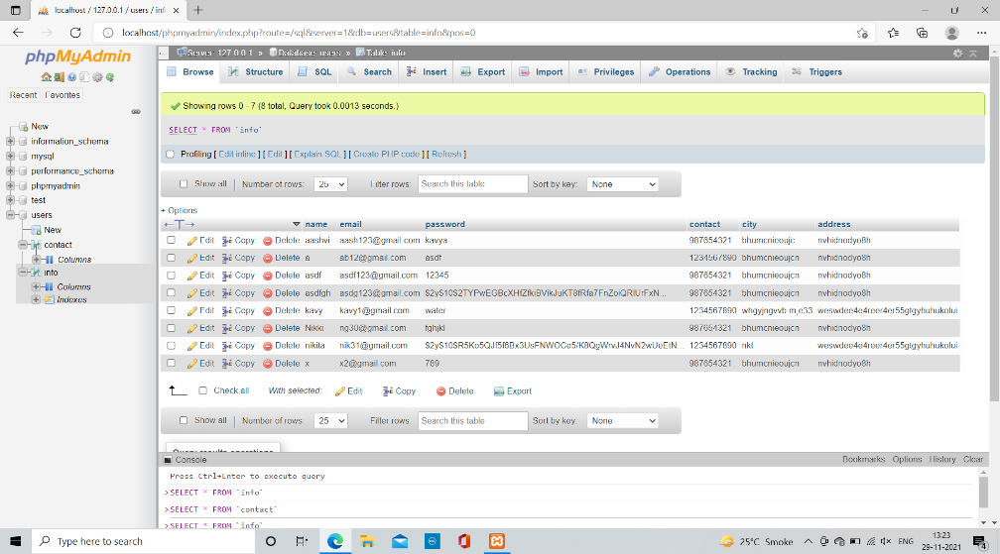 localhost / 127.0.0.1 / users / in
localhost/phpmyadmin/index.php?route=/sql&server=1&db=users&table=info&pos=0
phpMyAdmin
Recent Favorites
New
information_schema
mysql
performance_schema
phpmyadmin
test
users
New
contact
Columns
info
Columns
Indexes
Server: 127.0.0.1 » Database: users » Table: info
Browse Structure SQL Search Insert Export Import Privileges Operations Tracking Triggers
Showing rows 0 - 7 (8 total, Query took 0.0013 seconds.)
SELECT * FROM `info`
Profiling [ Edit inline ] [ Edit ] [ Explain SQL ] [ Create PHP code ] [ Refresh ]
Show all Number of rows: 25 Filter rows: Search this table Sort by key: None
+ Options
name email password contact city address
Edit Copy Delete aashvi aash123@gmail.com kavya 987654321 bhumcnieoujc nvhidnodyo8h
Edit Copy Delete a ab12@gmail.com asdf 1234567890 bhumcnieoujcn nvhidnodyo8h
Edit Copy Delete asdf asdf123@gmail.com 12345 987654321 bhumcnieoujcn nvhidnodyo8h
Edit Copy Delete asdfgh asdg123@gmail.com 987654321 bhumcnieoujcn nvhidnodyo8h
Edit Copy Delete kavy kavy1@gmail.com water 1234567890 whgyjngvvb m,e33 weswdee4e4reer4er55gtgyhuhukolui
Edit Copy Delete Nikki ng30@gmail.com fghjkl 987654321 bhumcnieoujcn nvhidnodyo8h
Edit Copy Delete nikita nik31@gmail.com 1234567890 nkt weswdee4e4reer4er55gtgyhuhukolui
Edit Copy Delete x x2@gmail.com 789 987654321 bhumcnieoujcn nvhidnodyo8h
Check all With selected: Edit Copy Delete Export
Show all Number of rows: 25 Filter rows: Search this table Sort by key: None
Query results operations
Console Bookmarks Options History Clear
Press Ctrl+Enter to execute query
>SELECT * FROM `info`
>SELECT * FROM `contact`
>SELECT * FROM `info`
Type here to search
25°C Smoke
ENG
13:23
29-11-2021